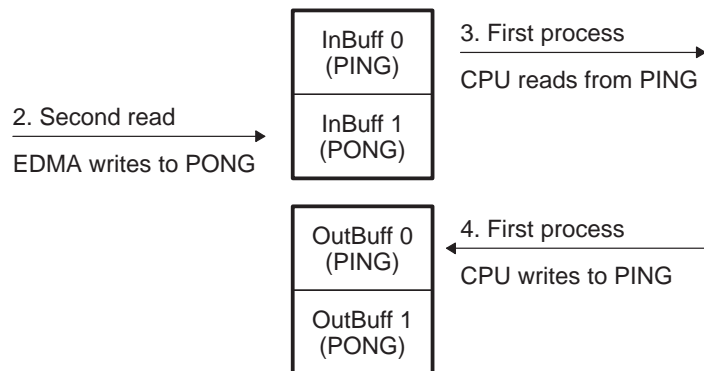 InBuff 0
(PING)
3. First process
CPU reads from PING
2. Second read
EDMA writes to PONG
InBuff 1
(PONG)
OutBuff 0
(PING)
4. First process
CPU writes to PING
OutBuff 1
(PONG)